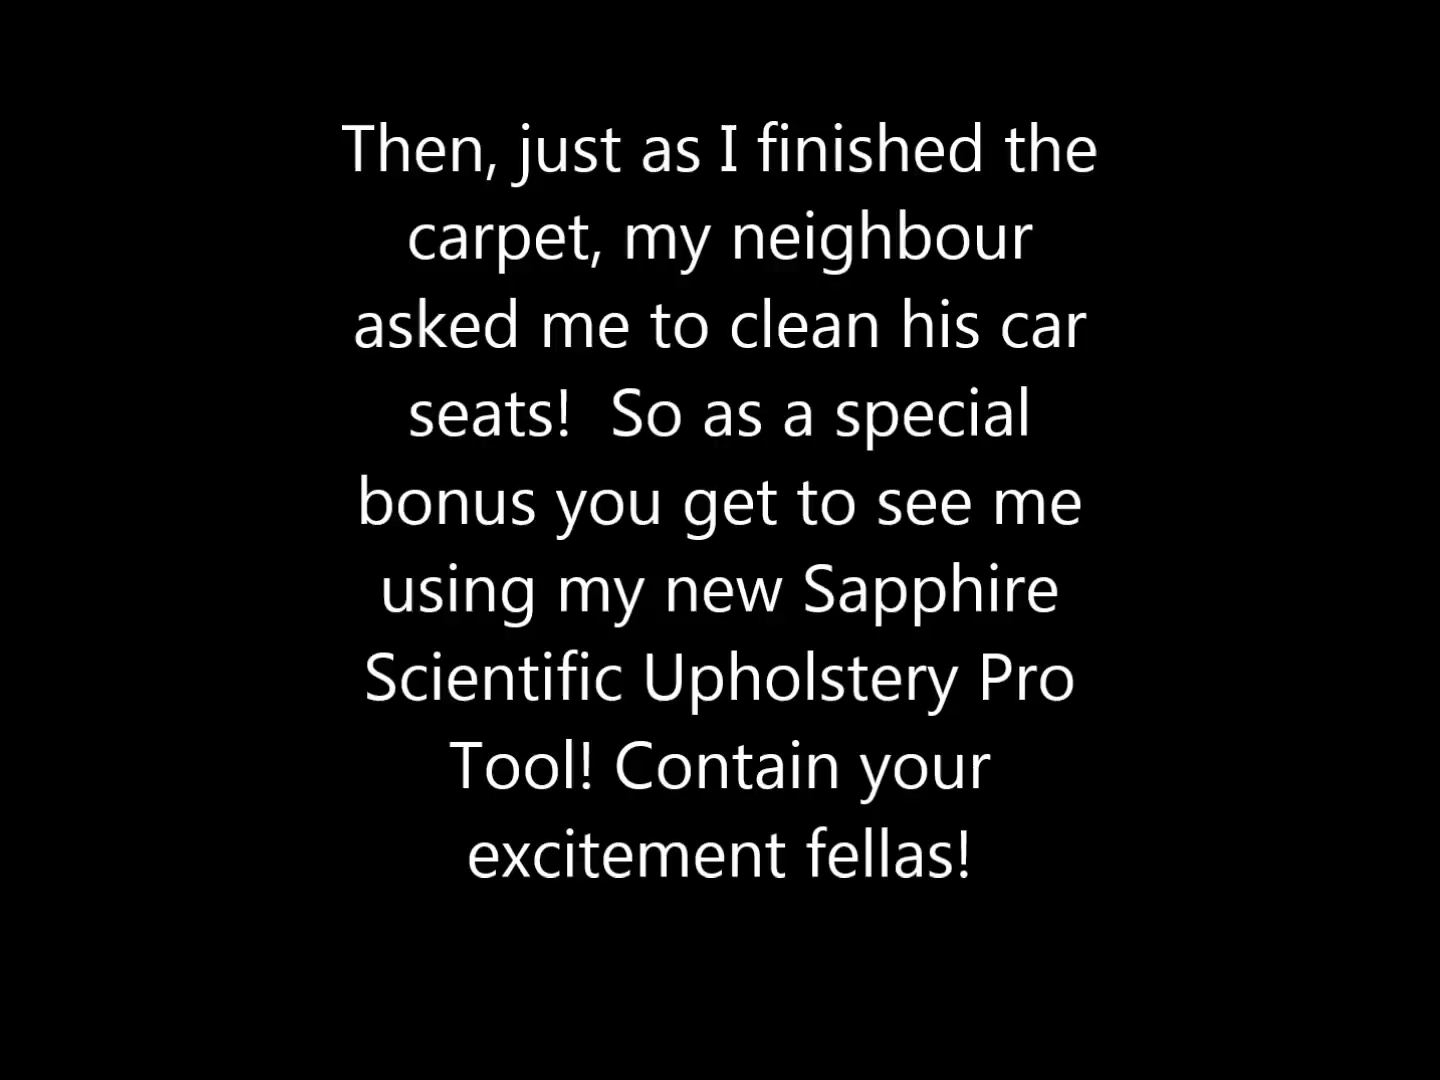 Then, just as I finished the
carpet, my neighbour
asked me to clean his car
seats!  So as a special
bonus you get to see me
using my new Sapphire
Scientific Upholstery Pro
Tool! Contain your
excitement fellas!